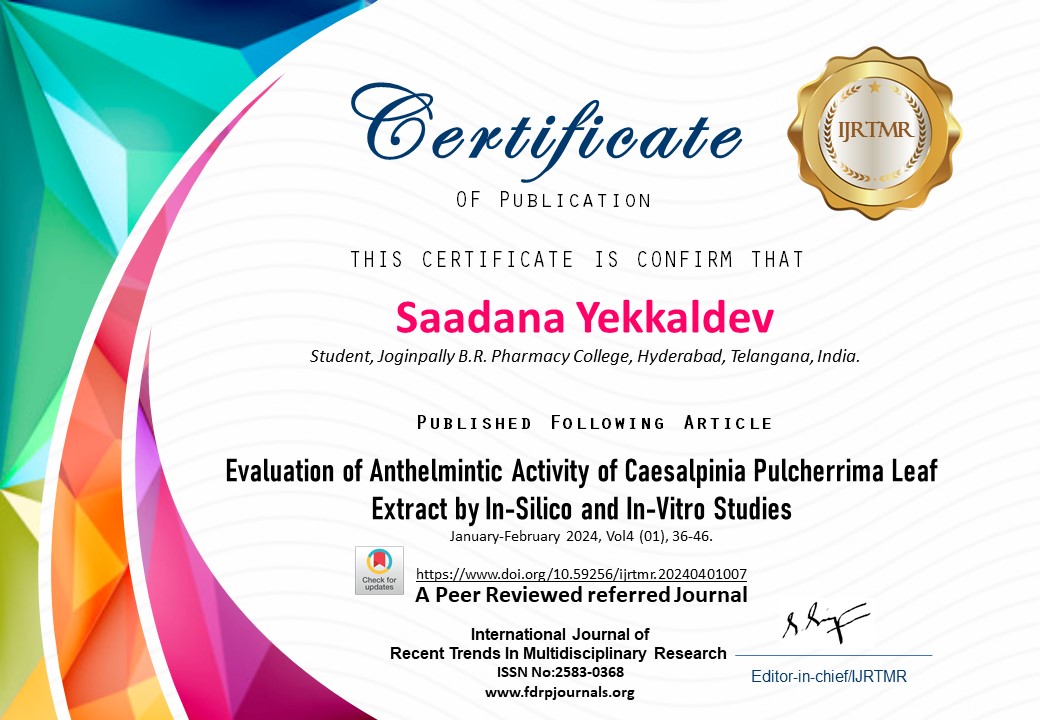 Certificate
OF PUBLICATION
IJRTMR
THIS CERTIFICATE IS CONFIRM THAT
Saadana Yekkaldev
Student, Joginpally B.R. Pharmacy College, Hyderabad, Telangana, India.
PUBLISHED FOLLOWING ARTICLE
Evaluation of Anthelmintic Activity of Caesalpinia Pulcherrima Leaf
Extract by In-Silico and In-Vitro Studies
January-February 2024, Vol4 (01), 36-46.
Check for
updates
https://www.doi.org/10.59256/ijrtmr.20240401007
A Peer Reviewed referred Journal
International Journal of
Recent Trends In Multidisciplinary Research
ISSN No:2583-0368
www.fdrpjournals.org
Editor-in-chief/IJRTMR